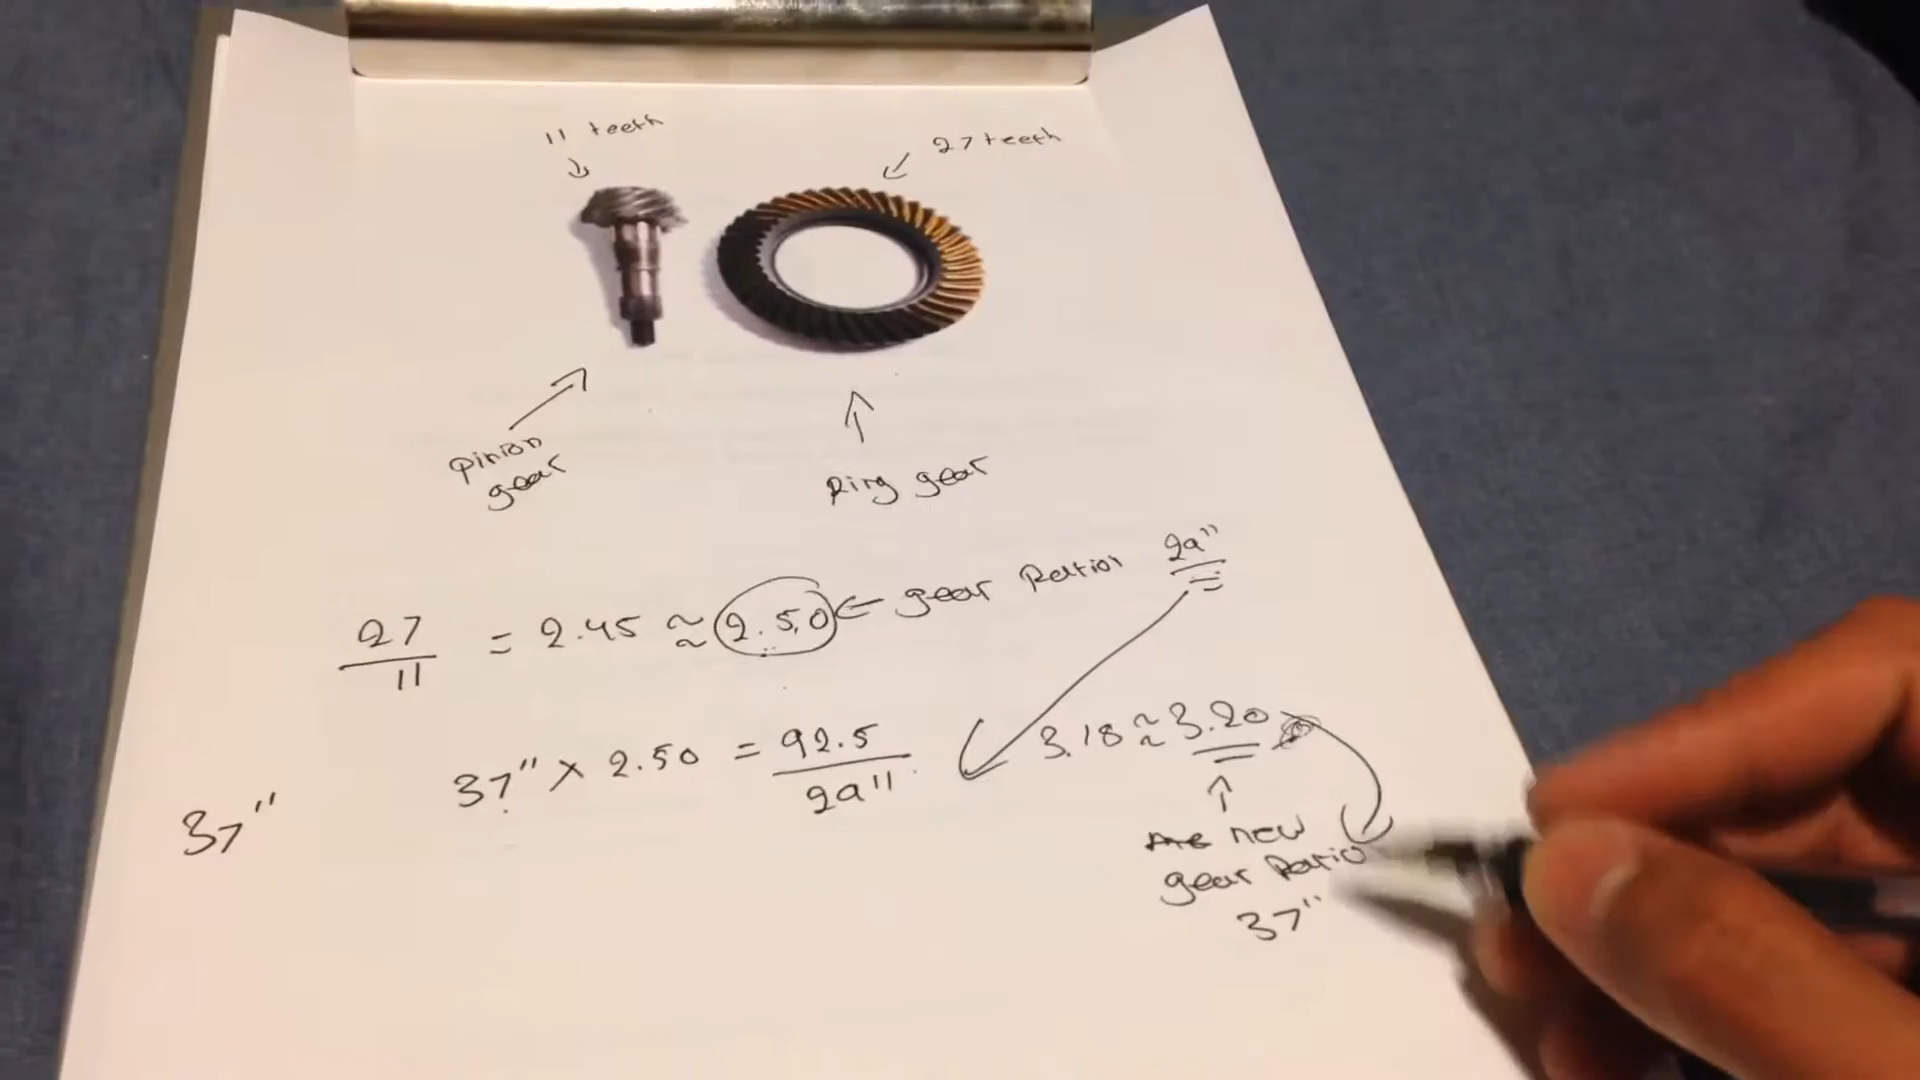 11 teeth
27 teeth
Pinion
gear
Ring gear
29"
27/11 = 2.45 ≈ 2.50 ← gear Ratios
37" × 2.50 = 92.5/29"
3.18 ≈ 3.20
37"
new
gear Ratio
37"